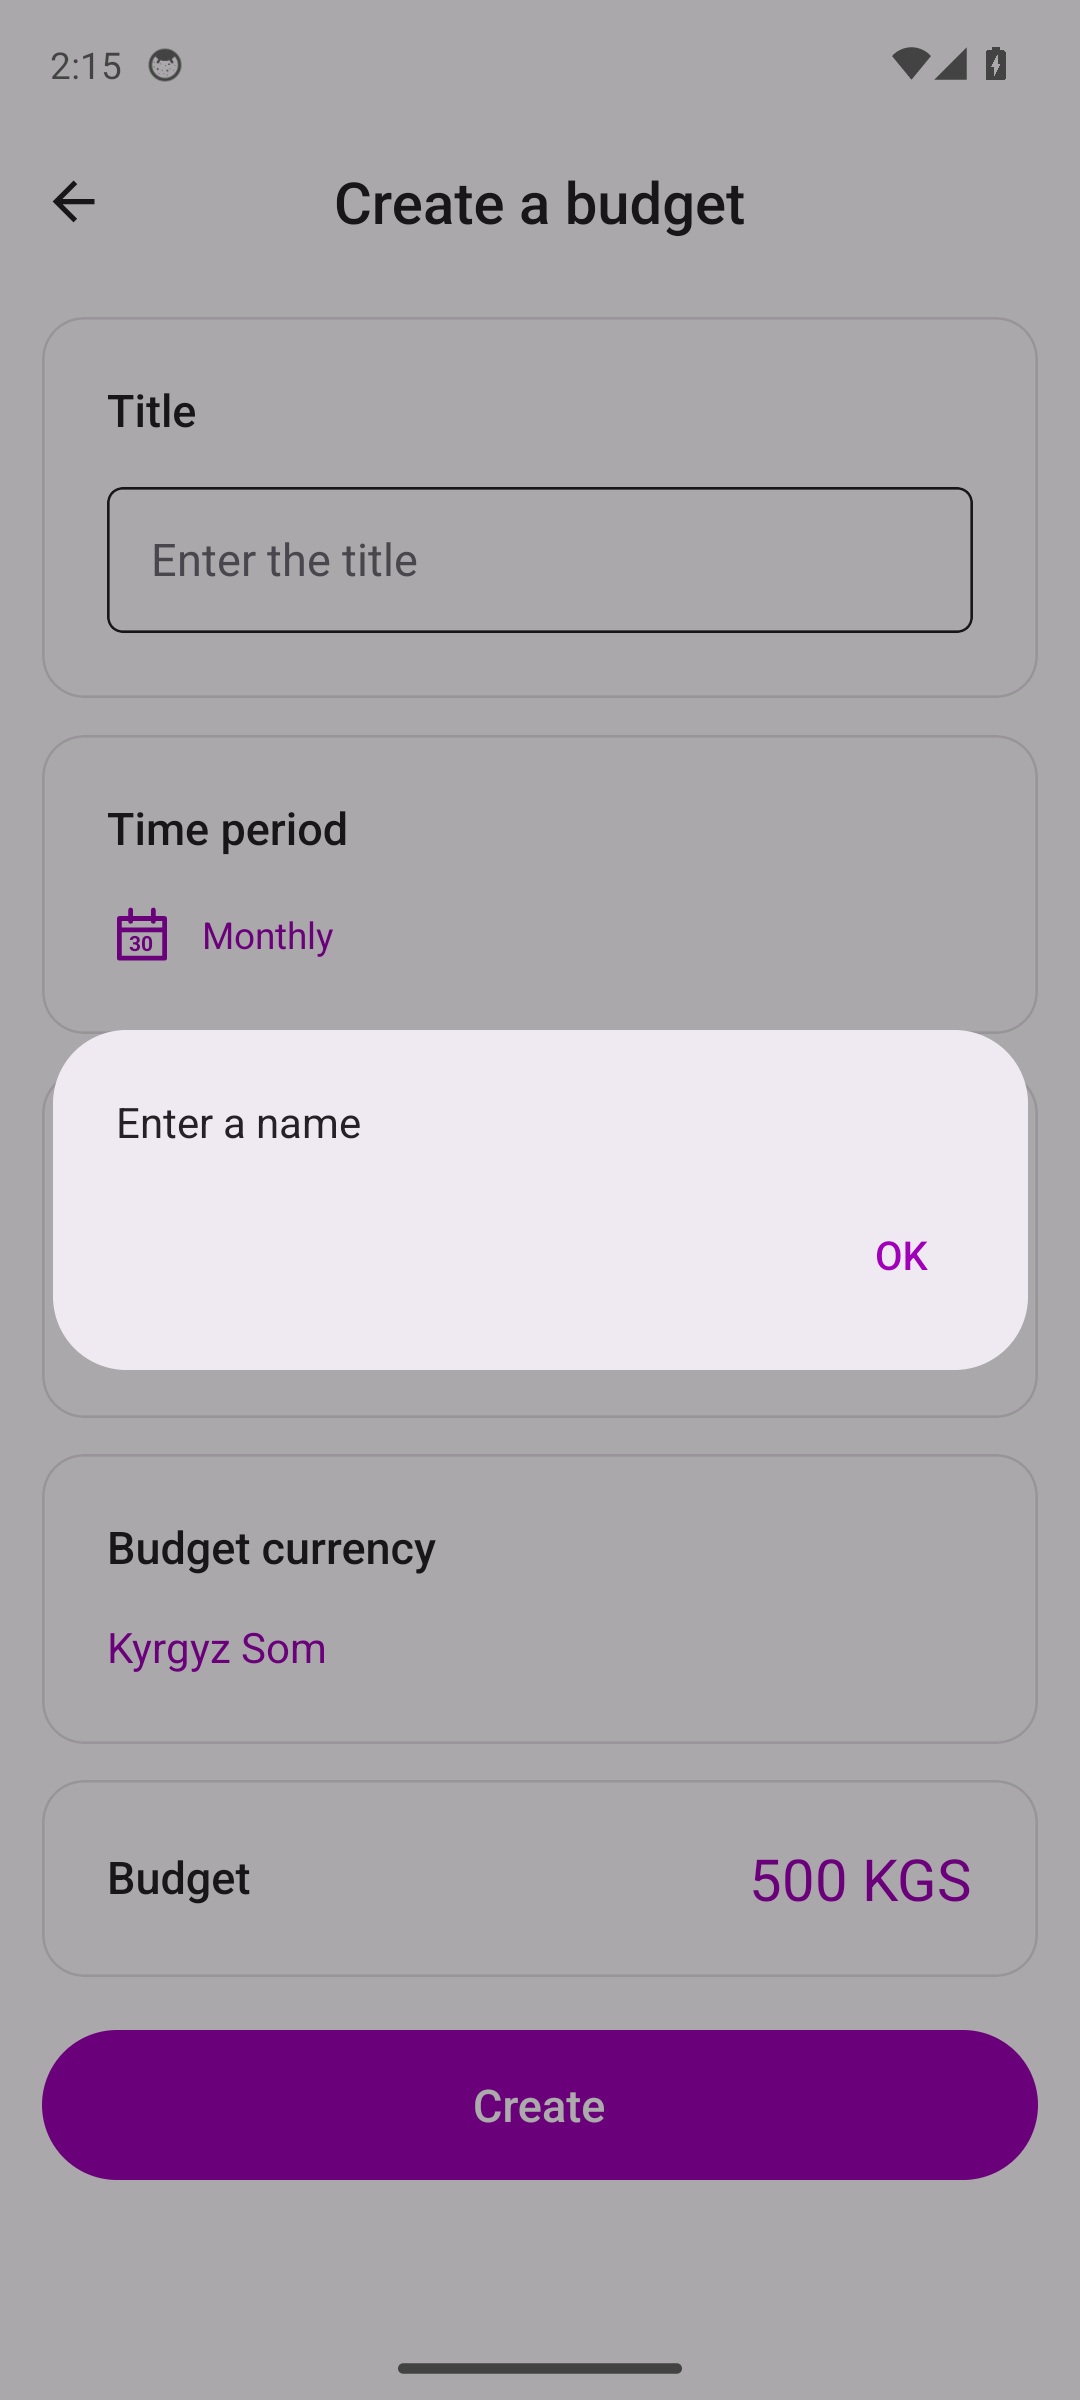 2:15
Create a budget
Title
Enter the title
Time period
30 Monthly
Enter a name
OK
Budget currency
Kyrgyz Som
Budget 500 KGS
Create